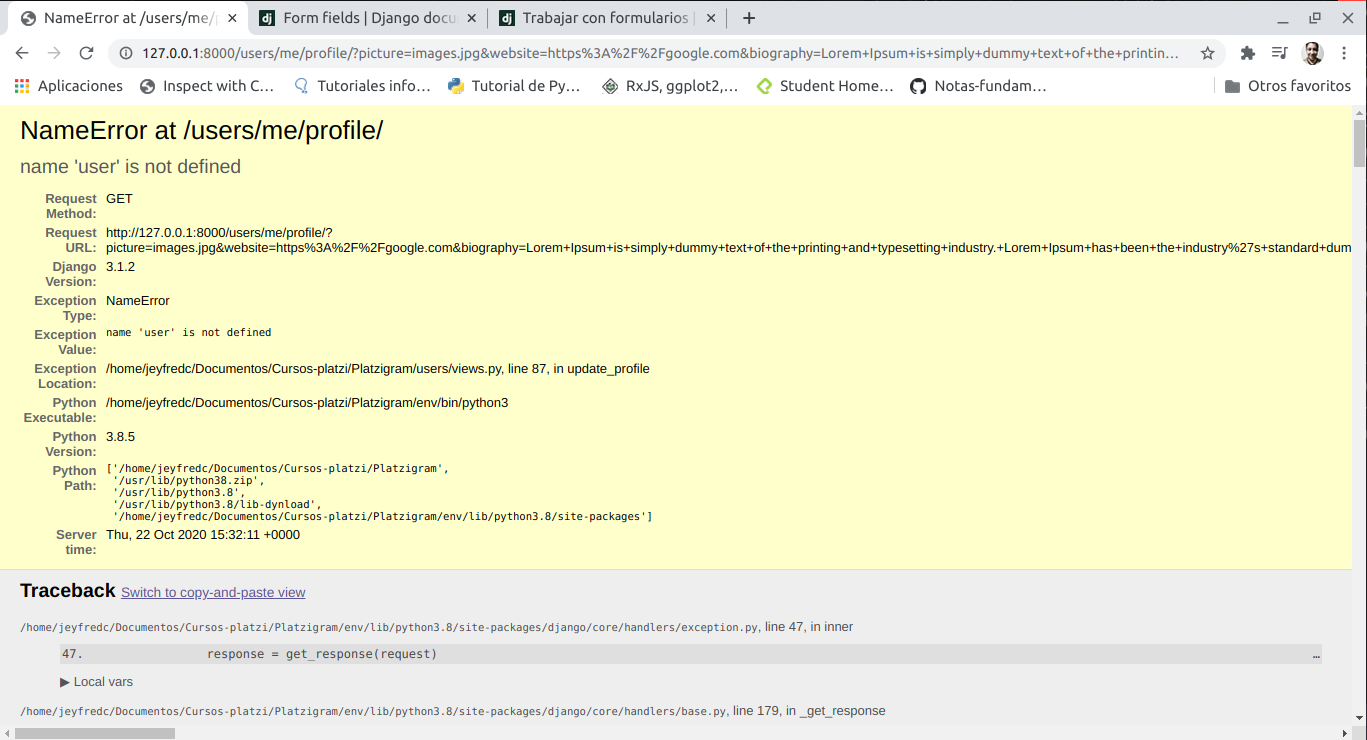 NameError at /users/me/p
Form fields | Django docu
Trabajar con formularios |
127.0.0.1:8000/users/me/profile/?picture=images.jpg&website=https%3A%2F%2Fgoogle.com&biography=Lorem+Ipsum+is+simply+dummy+text+of+the+printin…
Aplicaciones
Inspect with C…
Tutoriales info…
Tutorial de Py…
RxJS, ggplot2,…
Student Home…
Notas-fundam…
Otros favoritos
NameError at /users/me/profile/
name 'user' is not defined
Request Method: GET
Request URL: http://127.0.0.1:8000/users/me/profile/?
picture=images.jpg&website=https%3A%2F%2Fgoogle.com&biography=Lorem+Ipsum+is+simply+dummy+text+of+the+printing+and+typesetting+industry.+Lorem+Ipsum+has+been+the+industry%27s+standard+dum
Django Version: 3.1.2
Exception Type: NameError
Exception Value: name 'user' is not defined
Exception Location: /home/jeyfredc/Documentos/Cursos-platzi/Platzigram/users/views.py, line 87, in update_profile
Python Executable: /home/jeyfredc/Documentos/Cursos-platzi/Platzigram/env/bin/python3
Python Version: 3.8.5
Python Path: ['/home/jeyfredc/Documentos/Cursos-platzi/Platzigram',
'/usr/lib/python38.zip',
'/usr/lib/python3.8',
'/usr/lib/python3.8/lib-dynload',
'/home/jeyfredc/Documentos/Cursos-platzi/Platzigram/env/lib/python3.8/site-packages']
Server time: Thu, 22 Oct 2020 15:32:11 +0000
Traceback Switch to copy-and-paste view
/home/jeyfredc/Documentos/Cursos-platzi/Platzigram/env/lib/python3.8/site-packages/django/core/handlers/exception.py, line 47, in inner
47. response = get_response(request) …
▶ Local vars
/home/jeyfredc/Documentos/Cursos-platzi/Platzigram/env/lib/python3.8/site-packages/django/core/handlers/base.py, line 179, in _get_response